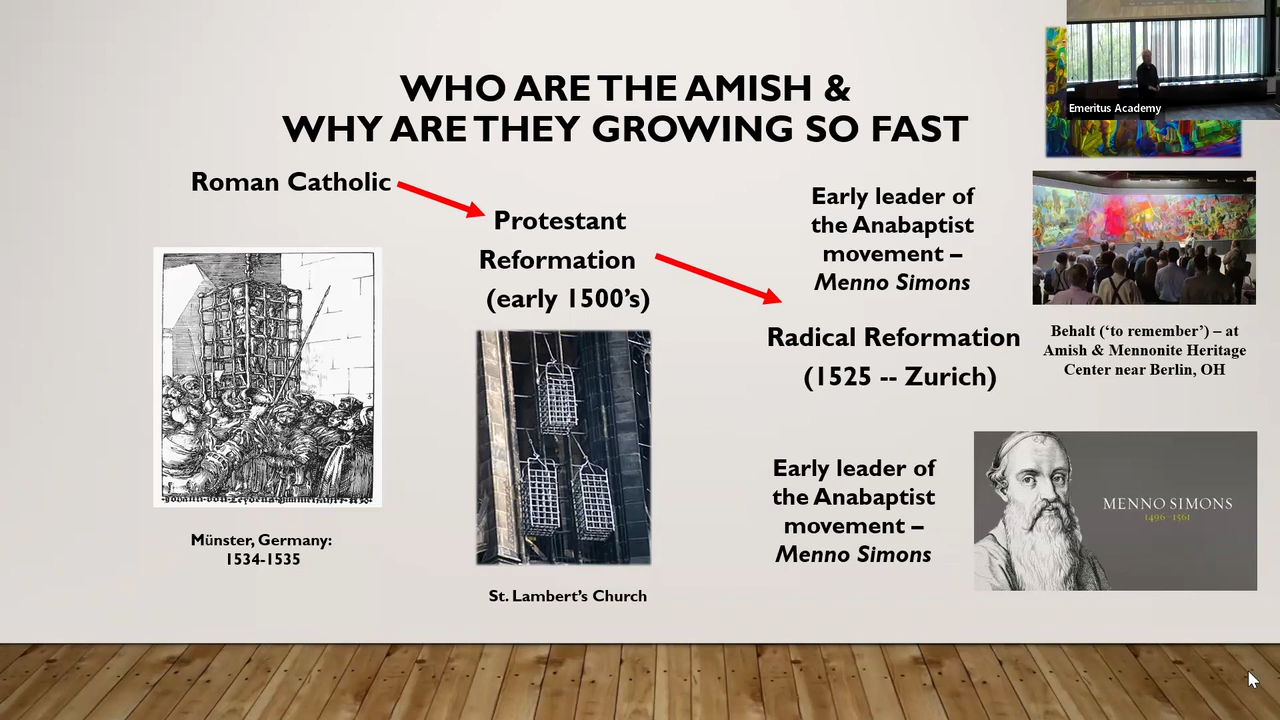 WHO ARE THE AMISH &
WHY ARE THEY GROWING SO FAST
Emeritus Academy
Roman Catholic
Protestant
Reformation
(early 1500's)
Early leader of
the Anabaptist
movement –
Menno Simons
Radical Reformation
(1525 -- Zurich)
Behalt ('to remember') – at
Amish & Mennonite Heritage
Center near Berlin, OH
Münster, Germany:
1534-1535
St. Lambert's Church
Early leader of
the Anabaptist
movement –
Menno Simons
MENNO SIMONS
1496-1561